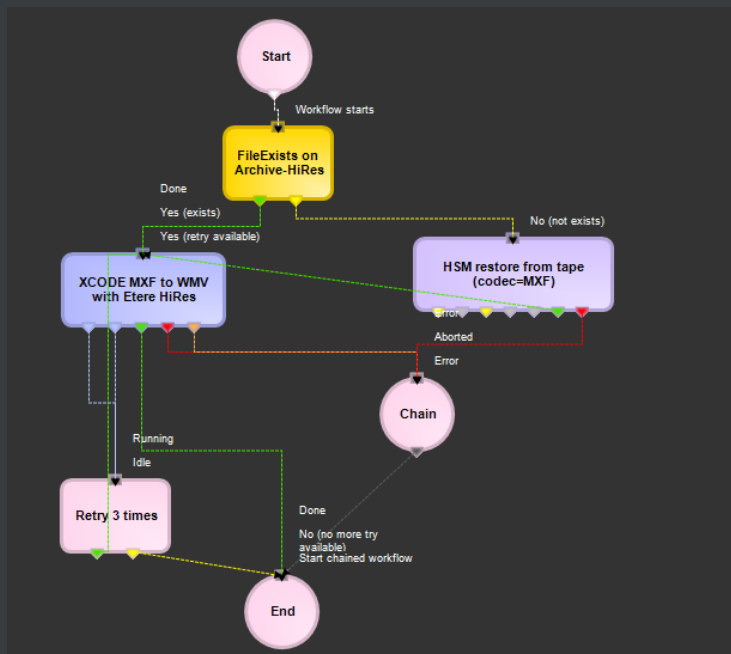 Start
Workflow starts
FileExists on
Archive-HiRes
Done
Yes (exists)
Yes (retry available)
No (not exists)
XCODE MXF to WMV
with Etere HiRes
HSM restore from tape
(codec=MXF)
Error
Aborted
Error
Chain
Running
Idle
Retry 3 times
Done
No (no more try
available)
Start chained workflow
End